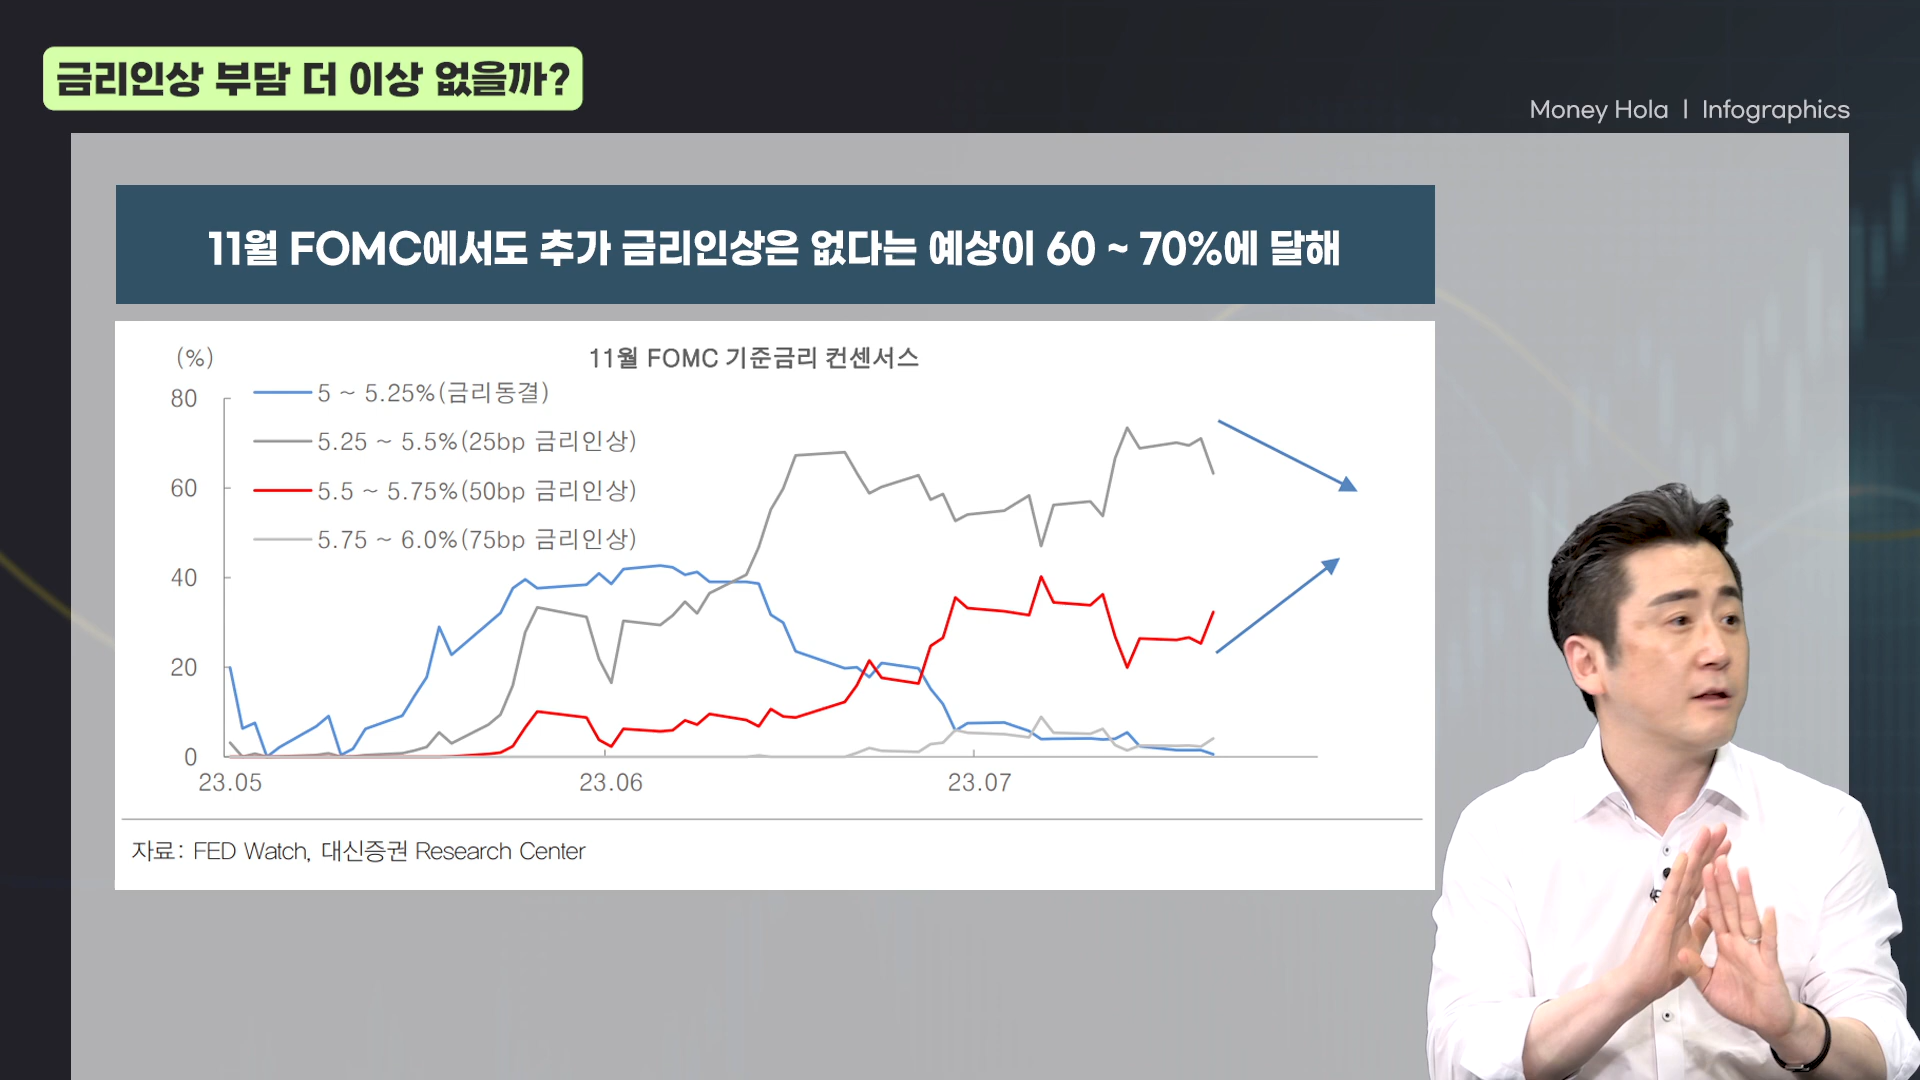 금리인상 부담 더 이상 없을까?
Money Hola | Infographics
11월 FOMC에서도 추가 금리인상은 없다는 예상이 60 ~ 70%에 달해
(%)
11월 FOMC 기준금리 컨센서스
80
60
40
20
0
5 ~ 5.25%(금리동결)
5.25 ~ 5.5%(25bp 금리인상)
5.5 ~ 5.75%(50bp 금리인상)
5.75 ~ 6.0%(75bp 금리인상)
23.05
23.06
23.07
자료: FED Watch, 대신증권 Research Center